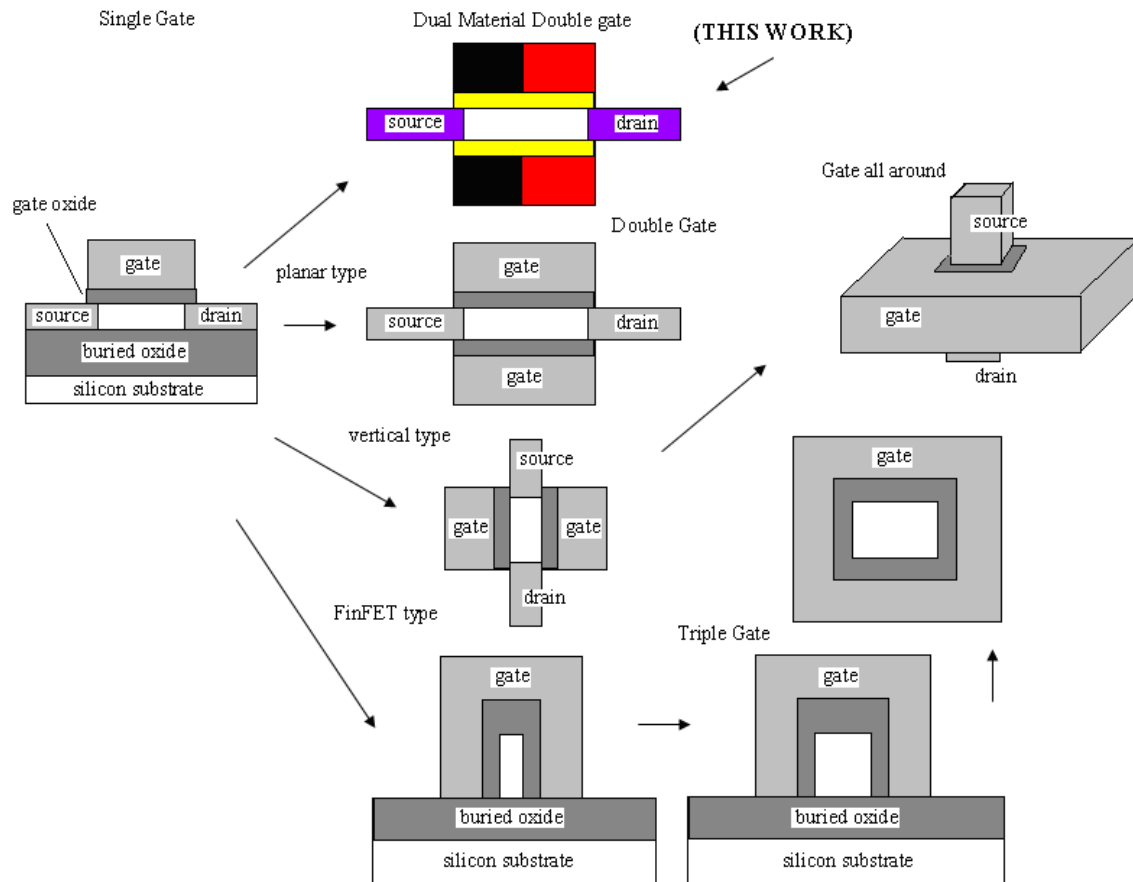 Single Gate
Dual Material Double gate
(THIS WORK)
source
drain
Gate all around
gate oxide
source
Double Gate
gate
gate
planar type
source
drain
source
drain
gate
buried oxide
gate
drain
silicon substrate
vertical type
source
gate
gate
gate
drain
FinFET type
Triple Gate
gate
gate
buried oxide
buried oxide
silicon substrate
silicon substrate